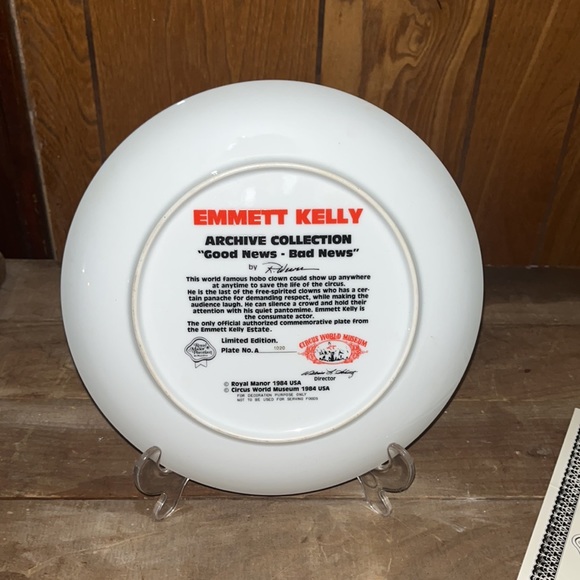 EMMETT KELLY
ARCHIVE COLLECTION
"Good News - Bad News"
by
This world famous hobo clown could show up anywhere
at anytime to save the life of the circus.
He is the last of the free-spirited clowns who has a cer-
tain panache for demanding respect, while making the
audience laugh. He can silence a crowd and hold their
attention with his quiet pantomime. Emmett Kelly is
the consumate actor.
The only official authorized commemorative plate from
the Emmett Kelly Estate.
Limited Edition.
Plate No. A
CIRCUS WORLD MUSEUM
Director
Royal
Manor
© Royal Manor 1984 USA
© Circus World Museum 1984 USA
FOR DECORATION PURPOSE ONLY
NOT TO BE USED FOR SERVING FOODS